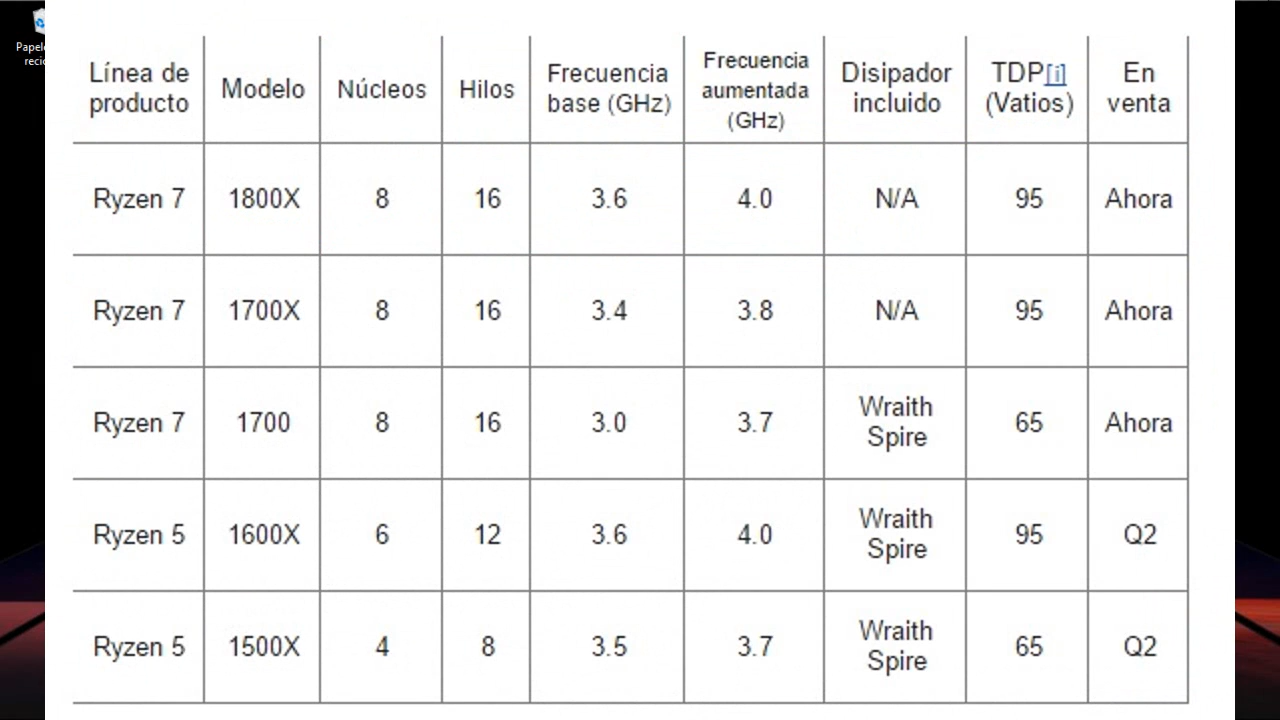 Línea de producto Modelo Núcleos Hilos Frecuencia base (GHz) Frecuencia aumentada (GHz) Disipador incluido TDP[i] (Vatios) En venta
Ryzen 7 1800X 8 16 3.6 4.0 N/A 95 Ahora
Ryzen 7 1700X 8 16 3.4 3.8 N/A 95 Ahora
Ryzen 7 1700 8 16 3.0 3.7 Wraith Spire 65 Ahora
Ryzen 5 1600X 6 12 3.6 4.0 Wraith Spire 95 Q2
Ryzen 5 1500X 4 8 3.5 3.7 Wraith Spire 65 Q2